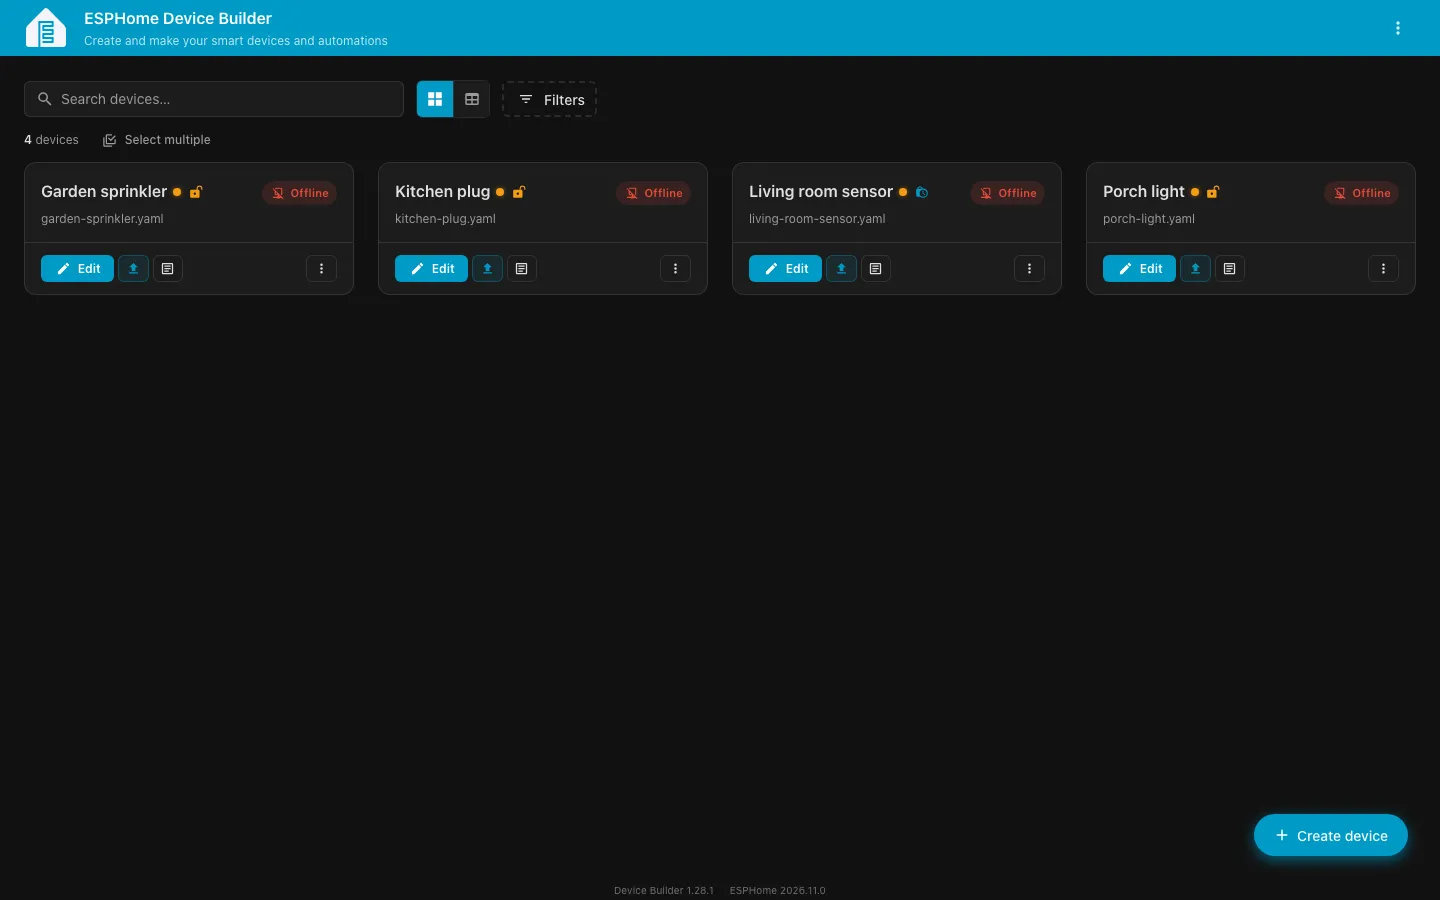 ESPHome Device Builder
Create and make your smart devices and automations
Search devices...
Filters
4 devices
Select multiple
Garden sprinkler
Offline
garden-sprinkler.yaml
Edit
Kitchen plug
Offline
kitchen-plug.yaml
Edit
Living room sensor
Offline
living-room-sensor.yaml
Edit
Porch light
Offline
porch-light.yaml
Edit
Create device
Device Builder 1.28.1
ESPHome 2026.11.0